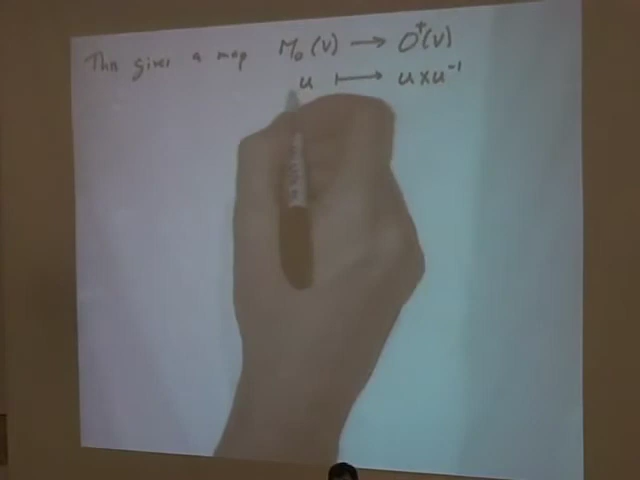 This gives a map M₀(V) ⟶ O⁺(V)
u ⟼ uxu⁻¹